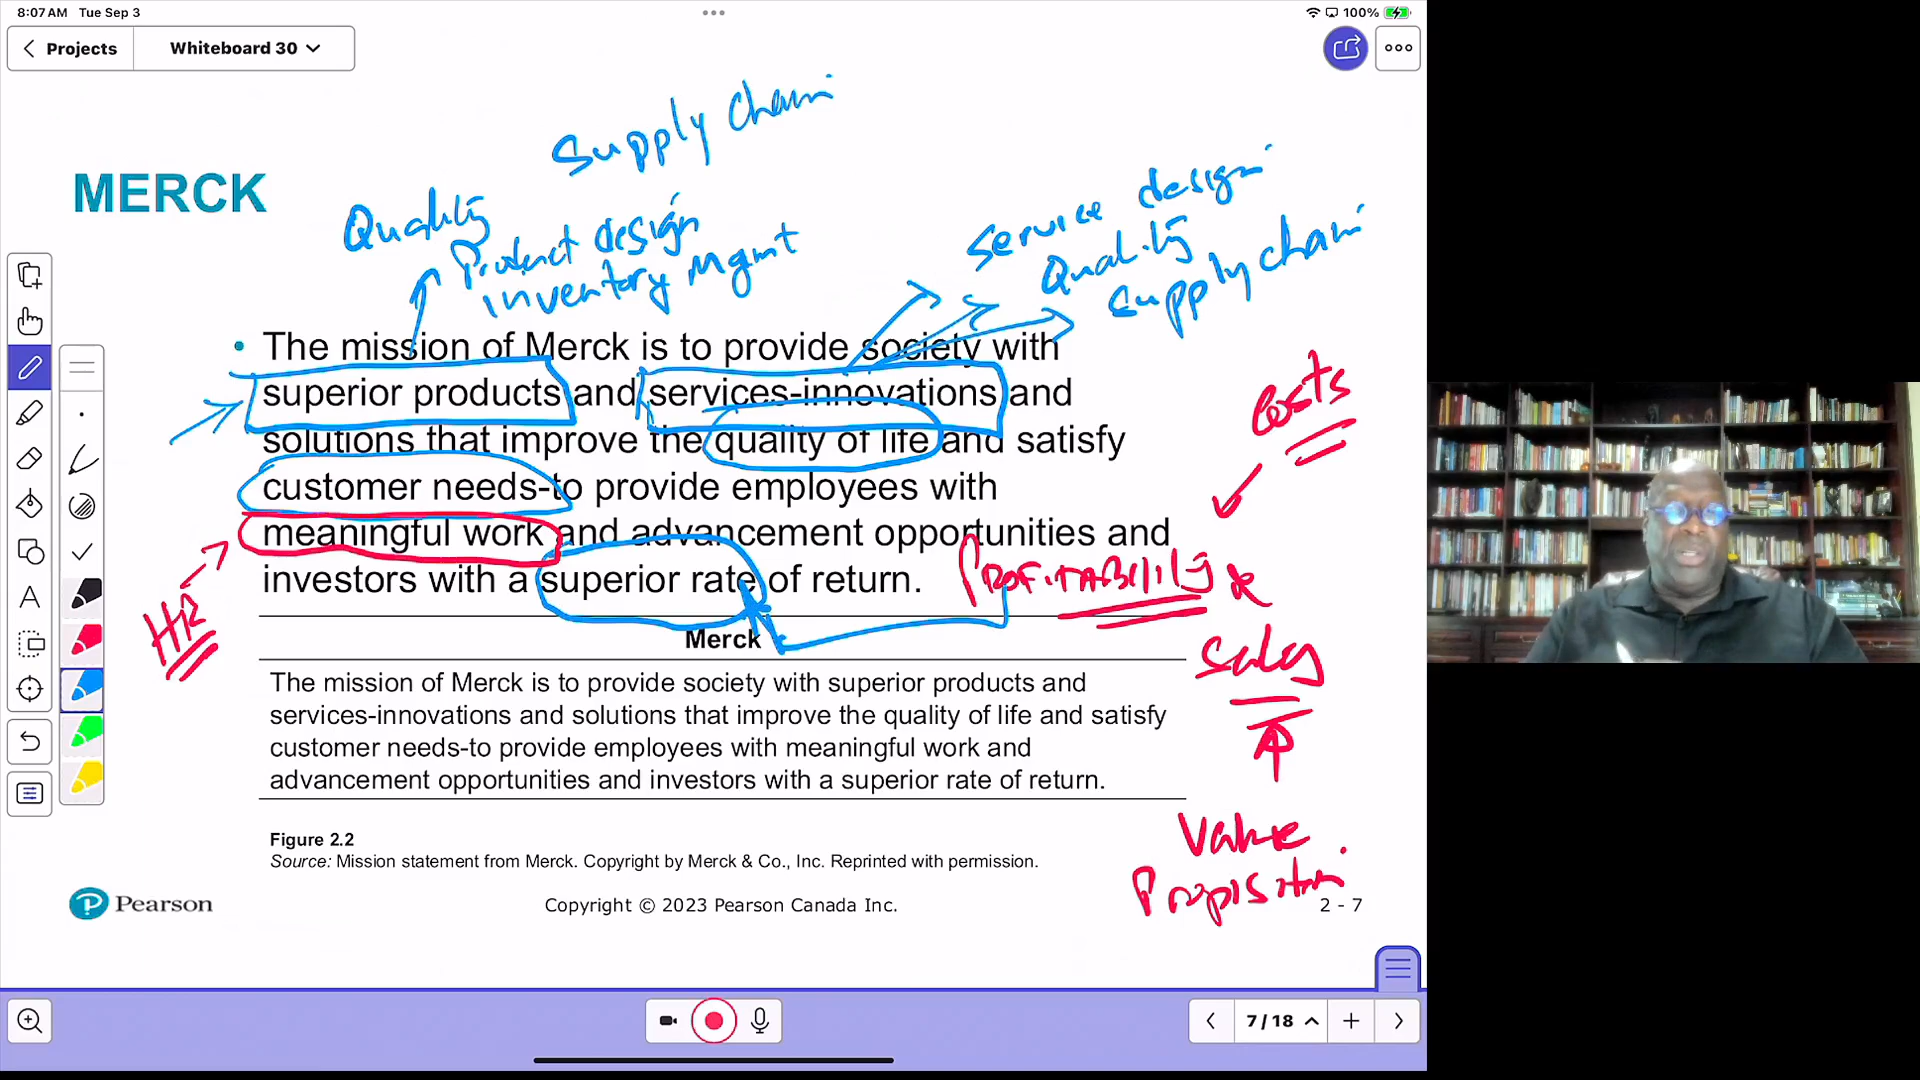 8:07 AM Tue Sep 3
100%
Projects
Whiteboard 30
Supply Chain
MERCK
Quality
Product design
inventory Mgmt
Service design
Quality
supply chain
• The mission of Merck is to provide society with
superior products and services-innovations and
solutions that improve the quality of life and satisfy
customer needs-to provide employees with
meaningful work and advancement opportunities and
investors with a superior rate of return.
Costs
PROFITABILITY
HR
Sales
Merck
The mission of Merck is to provide society with superior products and
services-innovations and solutions that improve the quality of life and satisfy
customer needs-to provide employees with meaningful work and
advancement opportunities and investors with a superior rate of return.
Value
Figure 2.2
Source: Mission statement from Merck. Copyright by Merck & Co., Inc. Reprinted with permission.
Pearson
Copyright © 2023 Pearson Canada Inc.
2 - 7
A
7 / 18